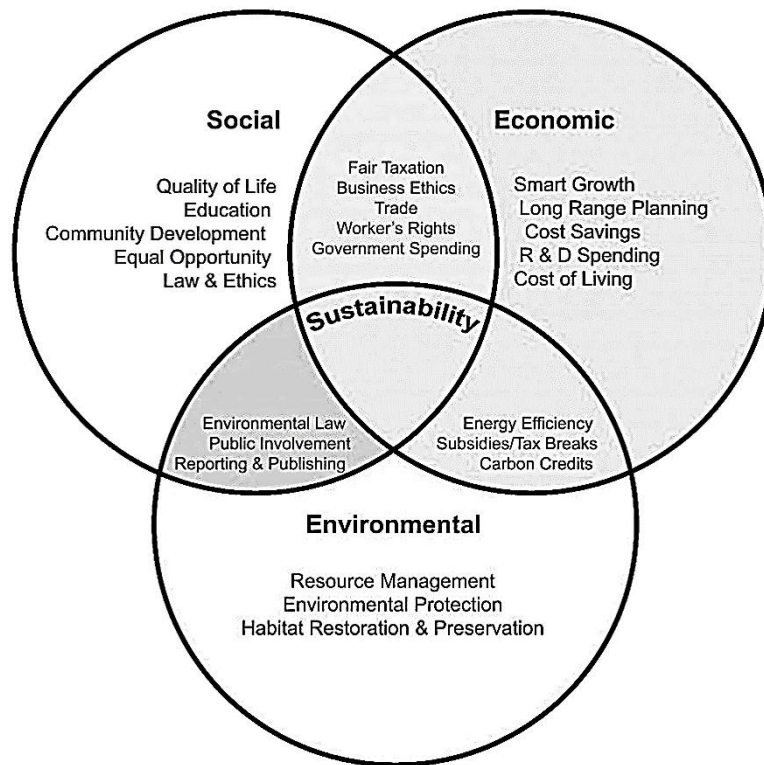 Social
Quality of Life
Education
Community Development
Equal Opportunity
Law & Ethics
Fair Taxation
Business Ethics
Trade
Worker's Rights
Government Spending
Economic
Smart Growth
Long Range Planning
Cost Savings
R & D Spending
Cost of Living
Sustainability
Environmental Law
Public Involvement
Reporting & Publishing
Energy Efficiency
Subsidies/Tax Breaks
Carbon Credits
Environmental
Resource Management
Environmental Protection
Habitat Restoration & Preservation